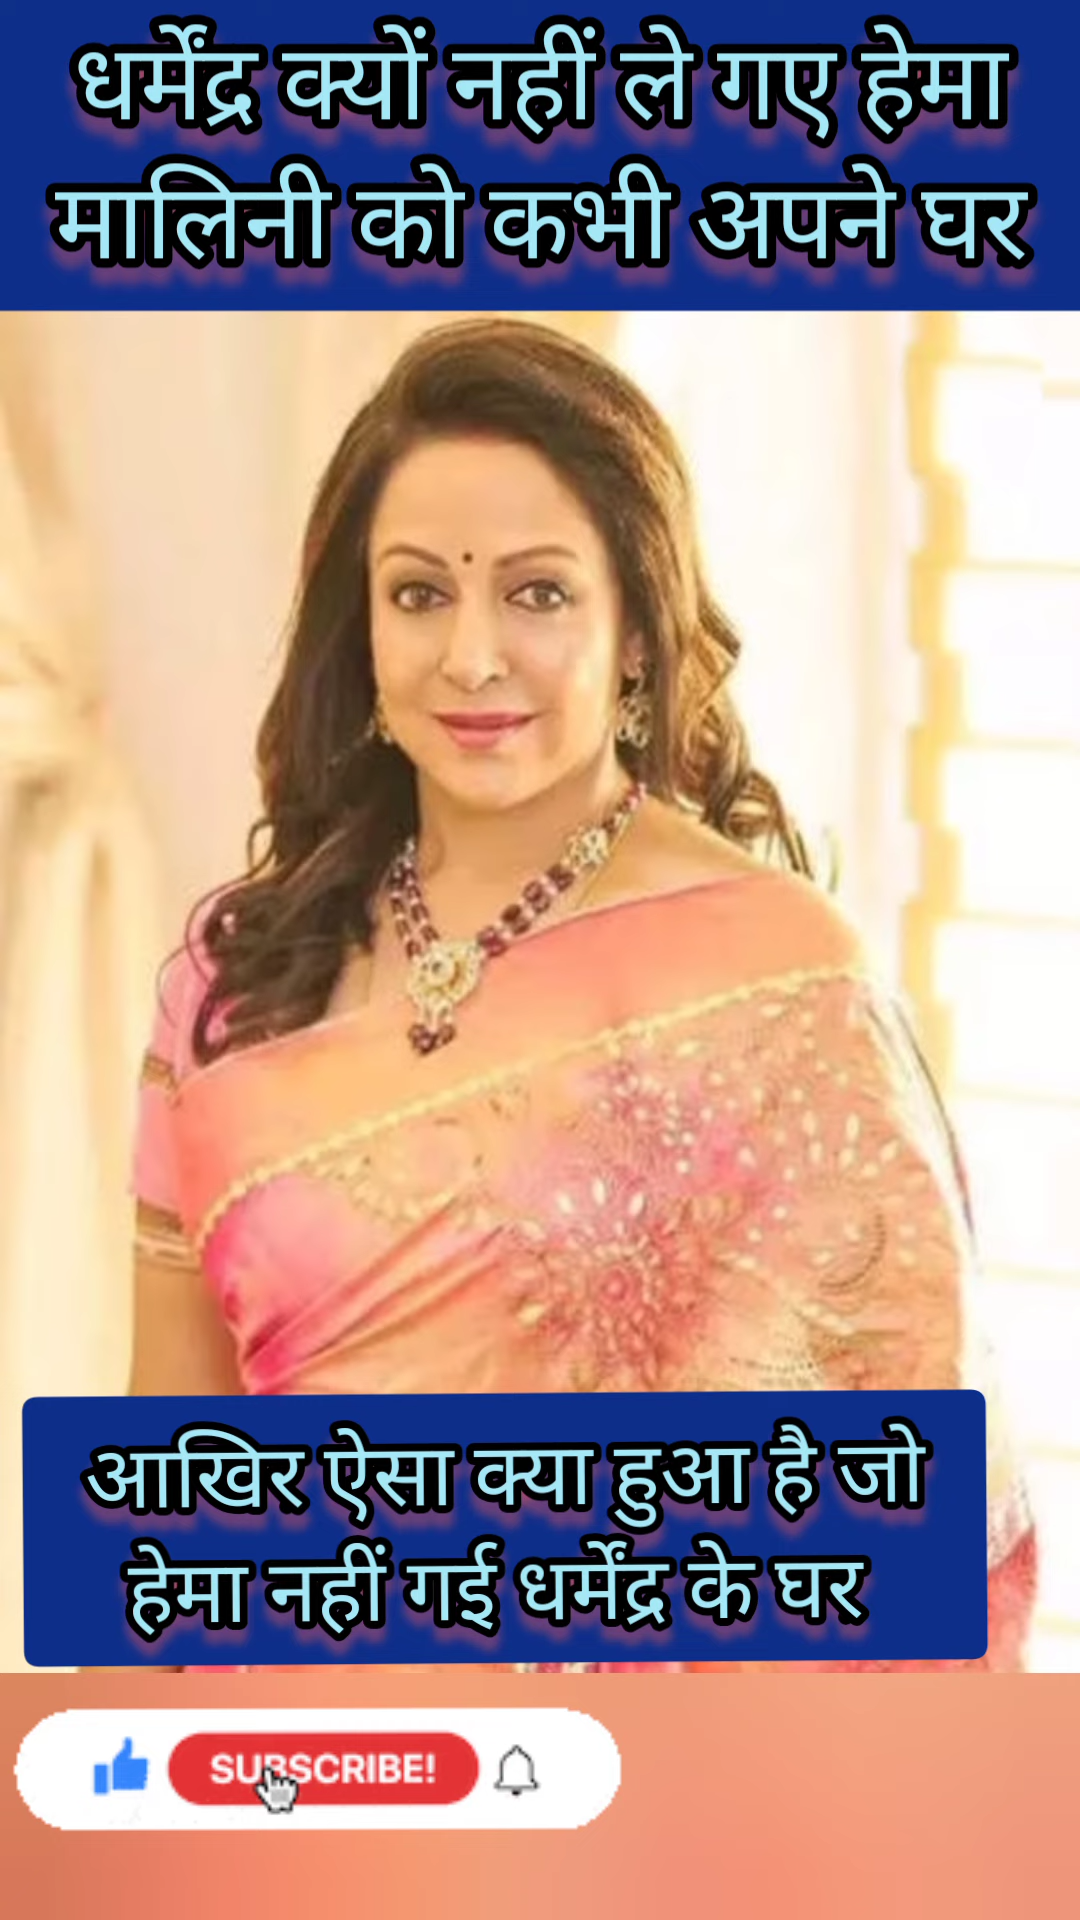 धर्मेंद्र क्यों नहीं ले गए हेमा
मालिनी को कभी अपने घर
आखिर ऐसा क्या हुआ है जो
हेमा नहीं गई धर्मेंद्र के घर
SUBSCRIBE!